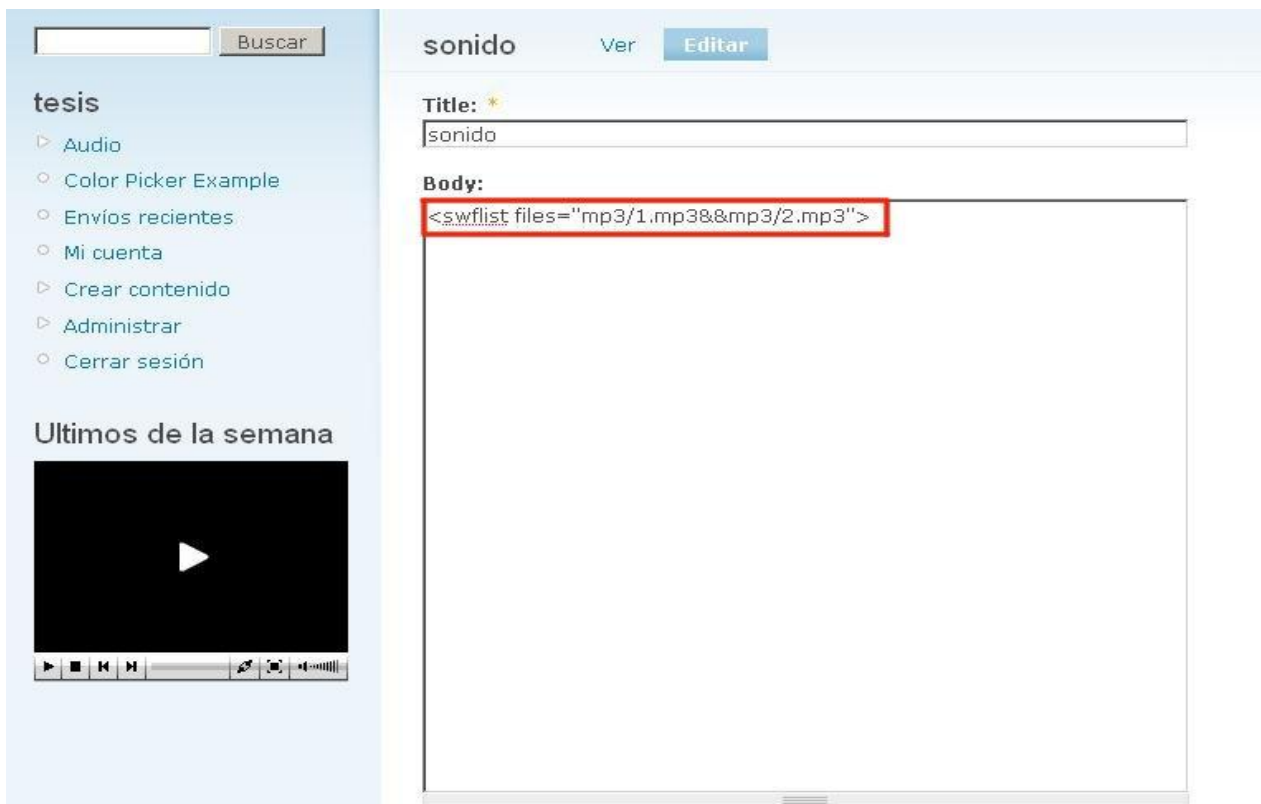 Buscar
tesis
Audio
Color Picker Example
Envíos recientes
Mi cuenta
Crear contenido
Administrar
Cerrar sesión
Ultimos de la semana
sonido Ver Editar
Title: *
sonido
Body:
<swflist files="mp3/1.mp3&&mp3/2.mp3">